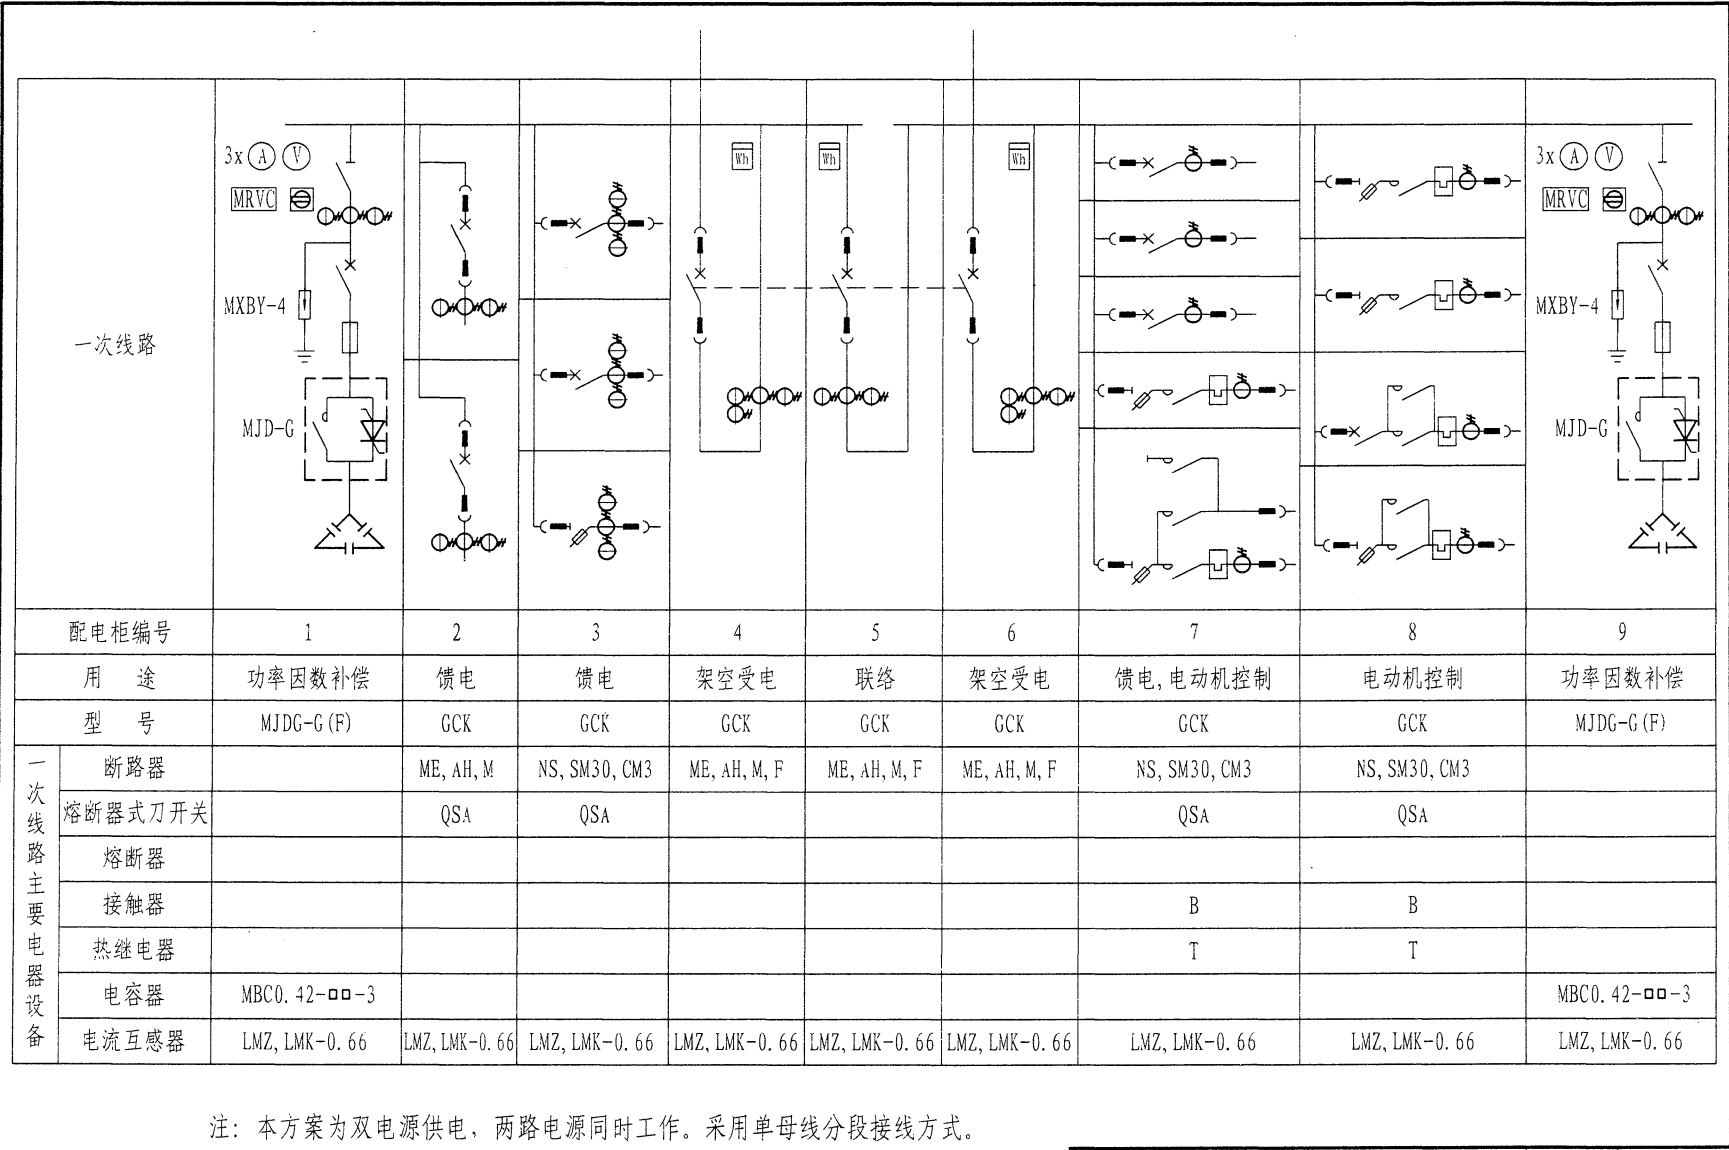 3x A V
MRVC
MXBY-4
MJD-G
Wh
Wh
Wh
3x A V
MRVC
MXBY-4
MJD-G
一次线路
配电柜编号 1 2 3 4 5 6 7 8 9
用 途 功率因数补偿 馈电 馈电 架空受电 联络 架空受电 馈电,电动机控制 电动机控制 功率因数补偿
型 号 MJDG-G(F) GCK GCK GCK GCK GCK GCK GCK MJDG-G(F)
一次线路主要电器设备
断路器 ME,AH,M NS,SM30,CM3 ME,AH,M,F ME,AH,M,F ME,AH,M,F NS,SM30,CM3 NS,SM30,CM3
熔断器式刀开关 QSA QSA QSA QSA
熔断器
接触器 B B
热继电器 T T
电容器 MBC0.42-□□-3 MBC0.42-□□-3
电流互感器 LMZ,LMK-0.66 LMZ,LMK-0.66 LMZ,LMK-0.66 LMZ,LMK-0.66 LMZ,LMK-0.66 LMZ,LMK-0.66 LMZ,LMK-0.66 LMZ,LMK-0.66 LMZ,LMK-0.66
注: 本方案为双电源供电、两路电源同时工作。采用单母线分段接线方式。